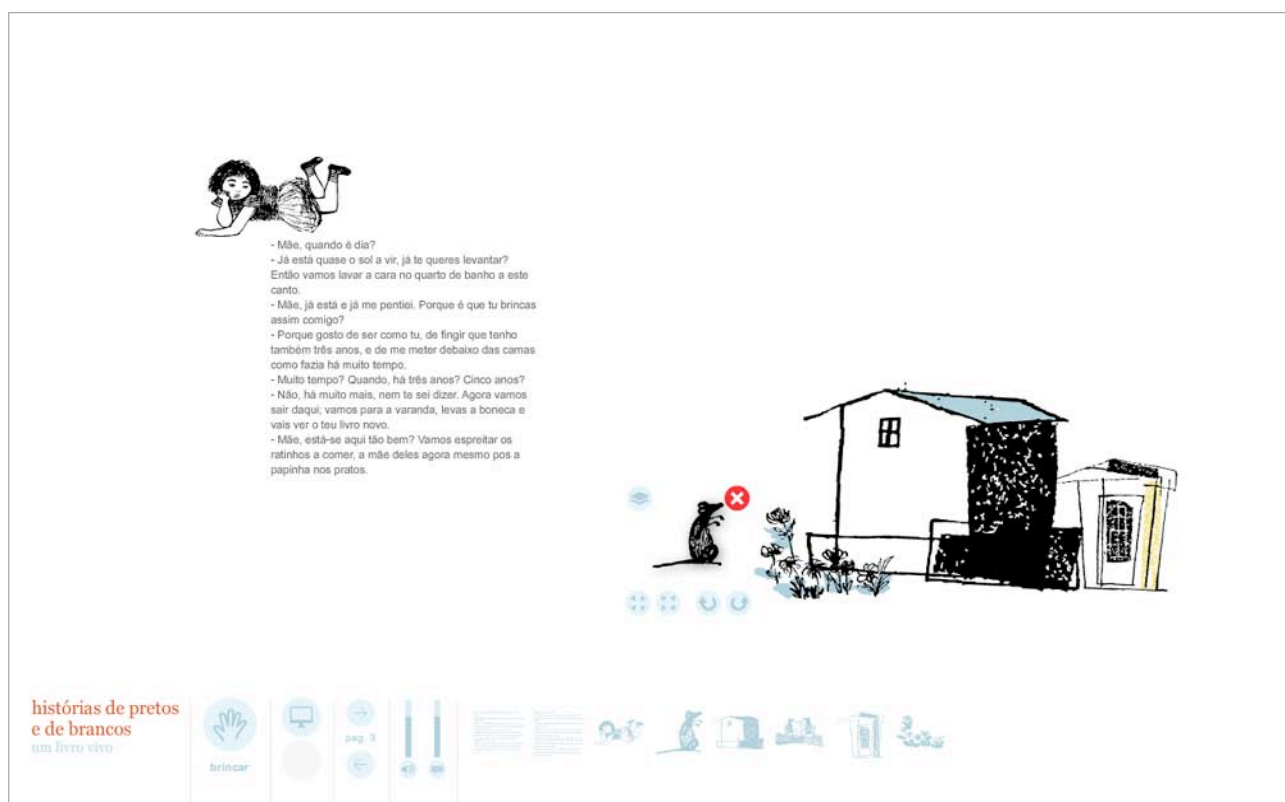 - Mãe, quando é dia?
- Já está quase o sol a vir, já te queres levantar?
Então vamos lavar a cara no quarto de banho a este
canto.
- Mãe, já está e já me pentiei. Porque é que tu brincas
assim comigo?
- Porque gosto de ser como tu, de fingir que tenho
também três anos, e de me meter debaixo das camas
como fazia há muito tempo.
- Muito tempo? Quando, há três anos? Cinco anos?
- Não, há muito mais, nem te sei dizer. Agora vamos
sair daqui, vamos para a varanda, levas a boneca e
vais ver o teu livro novo.
- Mãe, está-se aqui tão bem? Vamos espreitar os
ratinhos a comer, a mãe deles agora mesmo pos a
papinha nos pratos.
histórias de pretos
e de brancos
um livro vivo
brincar
pag. 3